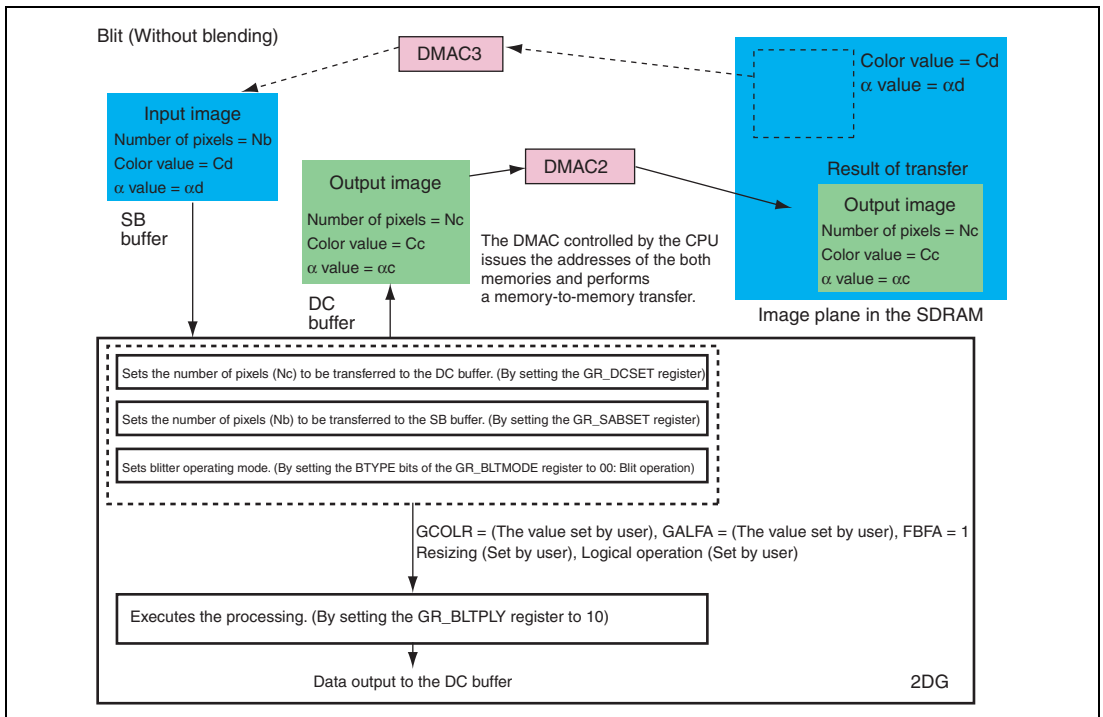 Blit (Without blending)
DMAC3
Color value = Cd
α value = αd
Input image
Number of pixels = Nb
Color value = Cd
α value = αd
SB
buffer
Output image
Number of pixels = Nc
Color value = Cc
α value = αc
DC
buffer
DMAC2
The DMAC controlled by the CPU
issues the addresses of the both
memories and performs
a memory-to-memory transfer.
Result of transfer
Output image
Number of pixels = Nc
Color value = Cc
α value = αc
Image plane in the SDRAM
Sets the number of pixels (Nc) to be transferred to the DC buffer. (By setting the GR_DCSET register)
Sets the number of pixels (Nb) to be transferred to the SB buffer. (By setting the GR_SABSET register)
Sets blitter operating mode. (By setting the BTYPE bits of the GR_BLTMODE register to 00: Blit operation)
GCOLR = (The value set by user), GALFA = (The value set by user), FBFA = 1
Resizing (Set by user), Logical operation (Set by user)
Executes the processing. (By setting the GR_BLTPLY register to 10)
Data output to the DC buffer
2DG